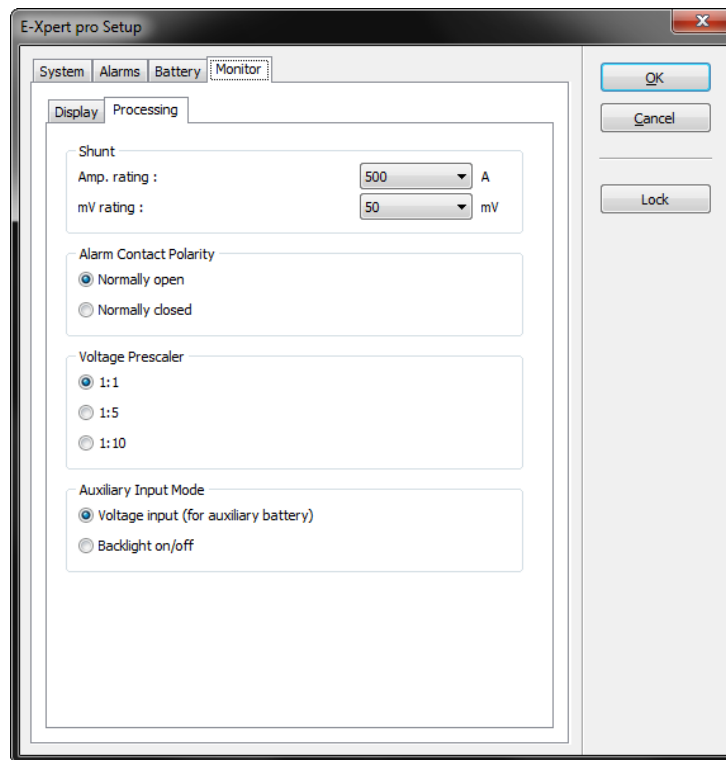 E-Xpert pro Setup
System Alarms Battery Monitor
OK
Display Processing
Cancel
Shunt
Amp. rating : 500 A
Lock
mV rating : 50 mV
Alarm Contact Polarity
Normally open
Normally closed
Voltage Prescaler
1:1
1:5
1:10
Auxiliary Input Mode
Voltage input (for auxiliary battery)
Backlight on/off